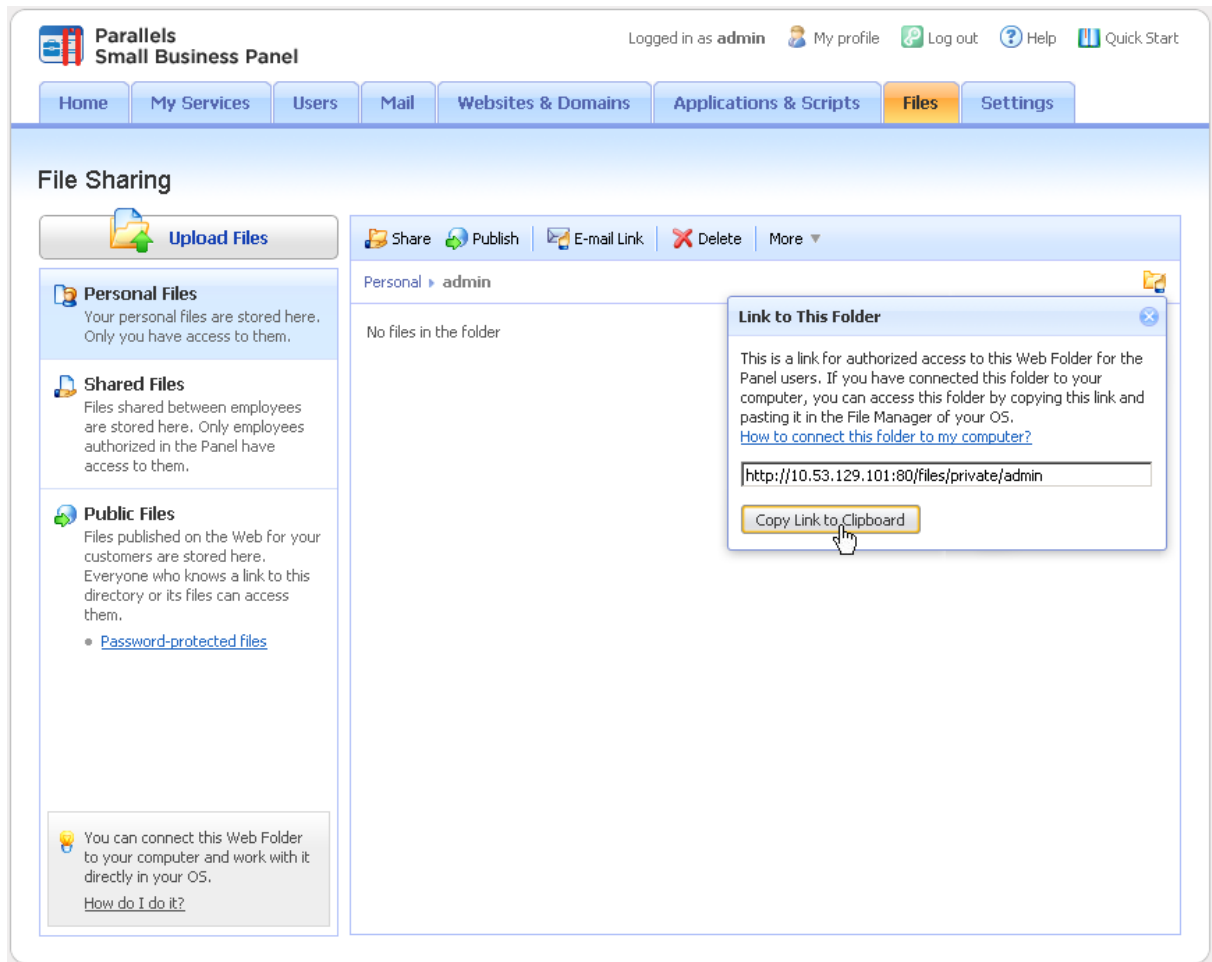 Parallels
Small Business Panel
Logged in as admin My profile Log out Help Quick Start
Home My Services Users Mail Websites & Domains Applications & Scripts Files Settings
File Sharing
Upload Files
Personal Files
Your personal files are stored here.
Only you have access to them.
Shared Files
Files shared between employees
are stored here. Only employees
authorized in the Panel have
access to them.
Public Files
Files published on the Web for your
customers are stored here.
Everyone who knows a link to this
directory or its files can access
them.
Password-protected files
You can connect this Web Folder
to your computer and work with it
directly in your OS.
How do I do it?
Share Publish E-mail Link Delete More
Personal admin
No files in the folder
Link to This Folder
This is a link for authorized access to this Web Folder for the
Panel users. If you have connected this folder to your
computer, you can access this folder by copying this link and
pasting it in the File Manager of your OS.
How to connect this folder to my computer?
http://10.53.129.101:80/files/private/admin
Copy Link to Clipboard